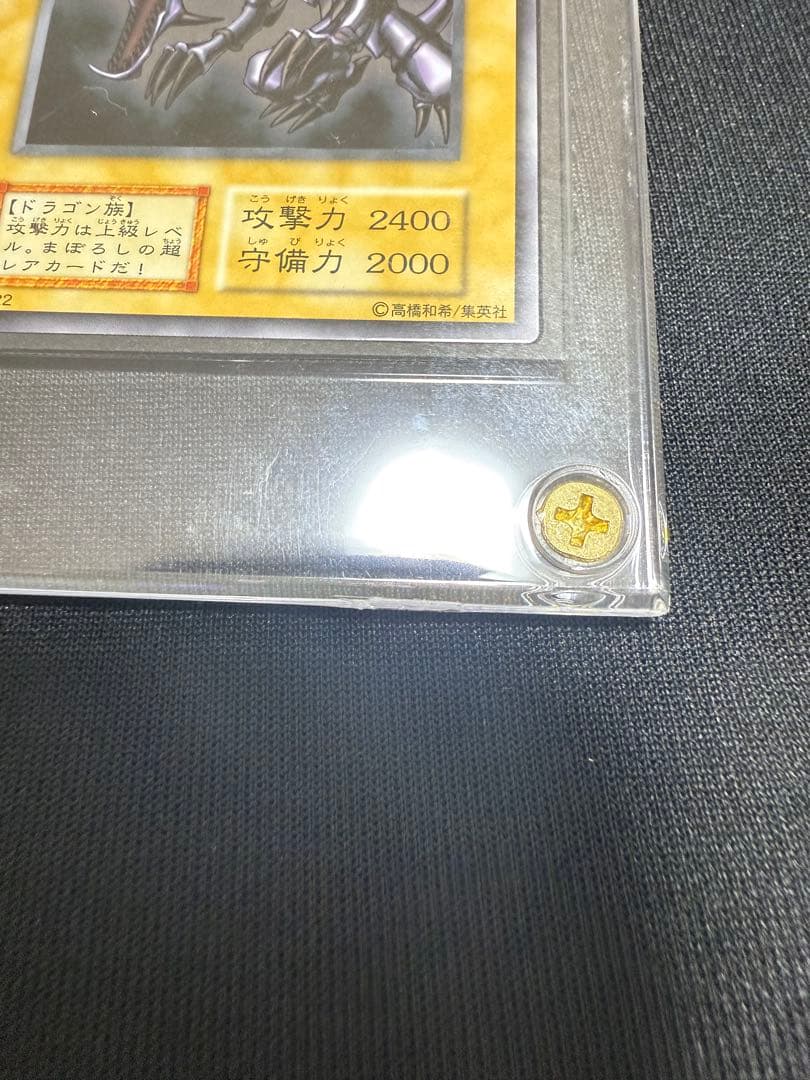 【ドラゴン族】
攻撃力は上級レベ
ル。まぼろしの超
レアカードだ!
攻撃力 2400
守備力 2000
22
©高橋和希/集英社